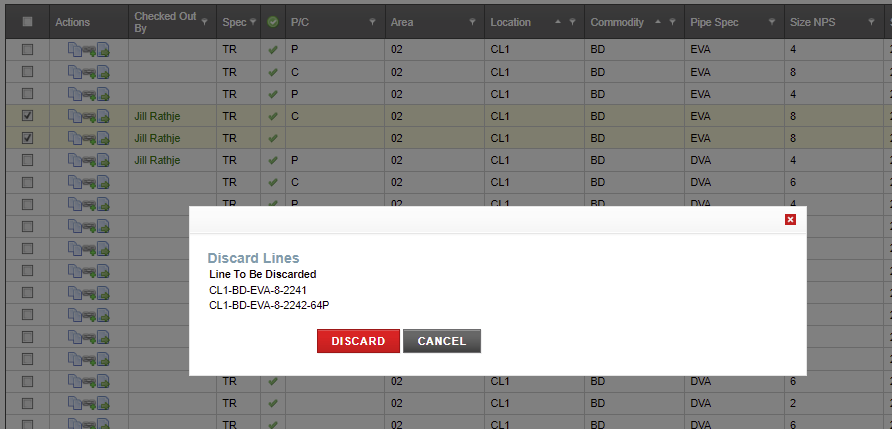 Actions Checked Out By Spec P/C Area Location Commodity Pipe Spec Size NPS
TR P 02 CL1 BD EVA 4
TR C 02 CL1 BD EVA 8
TR P 02 CL1 BD EVA 4
Jill Rathje TR C 02 CL1 BD EVA 8
Jill Rathje TR 02 CL1 BD EVA 8
Jill Rathje TR P 02 CL1 BD DVA 4
TR C 02 CL1 BD DVA 6
TR P 02 CL1 BD DVA 4
Discard Lines
Line To Be Discarded
CL1-BD-EVA-8-2241
CL1-BD-EVA-8-2242-64P
DISCARD CANCEL
TR 02 CL1 BD DVA 6
TR 02 CL1 BD DVA 2
TR 02 CL1 BD DVA 6